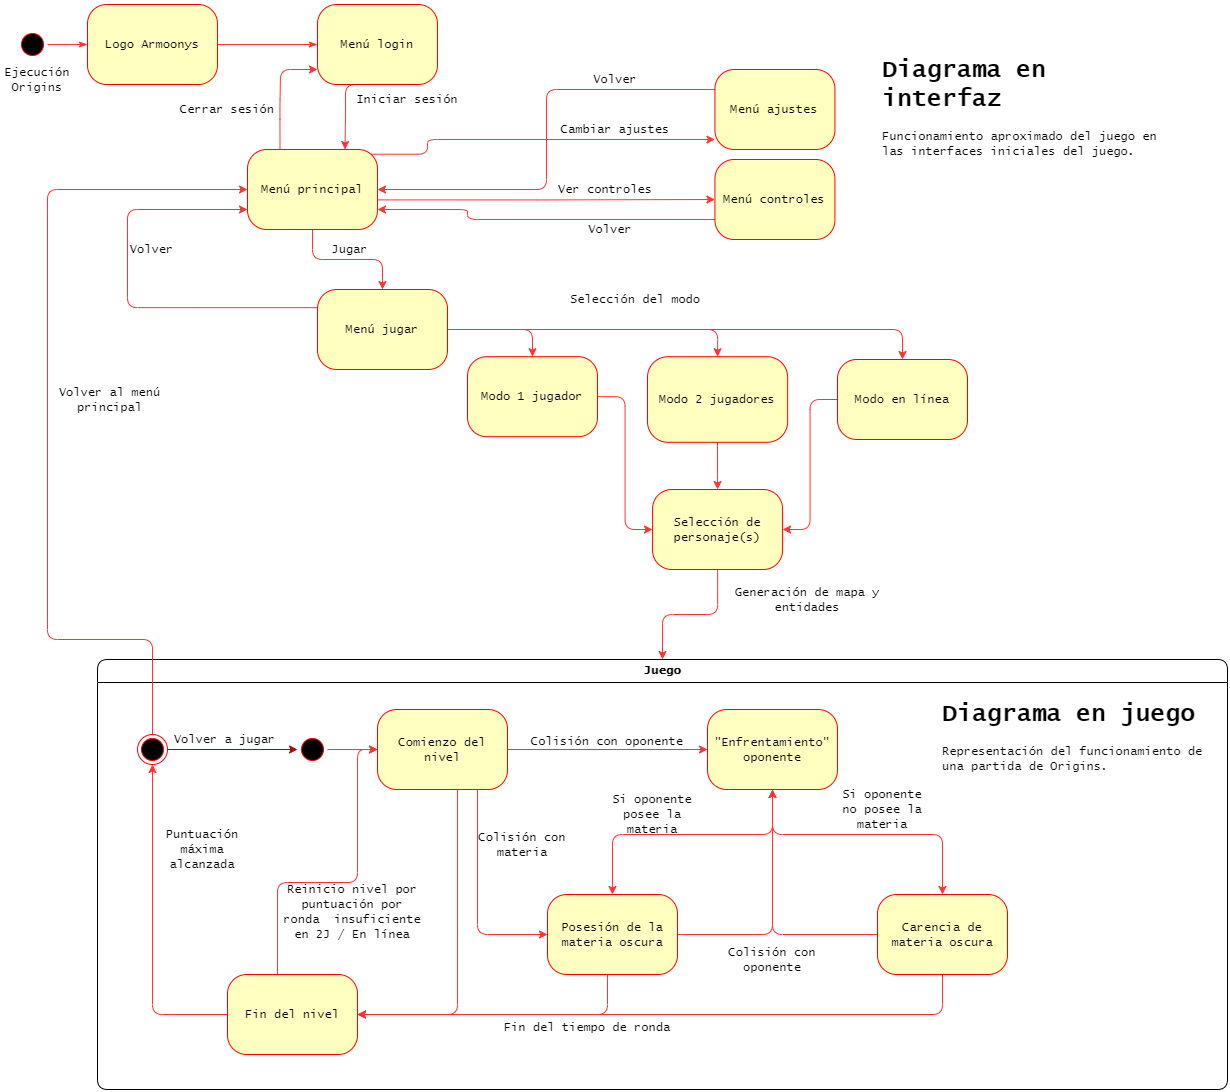 Logo Armoonys
Menú login
Ejecución
Origins
Cerrar sesión
Iniciar sesión
Volver
Menú ajustes
Cambiar ajustes
Diagrama en
interfaz
Funcionamiento aproximado del juego en
las interfaces iniciales del juego.
Menú principal
Ver controles
Menú controles
Volver
Volver
Jugar
Selección del modo
Menú jugar
Volver al menú
principal
Modo 1 jugador
Modo 2 jugadores
Modo en línea
Selección de
personaje(s)
Generación de mapa y
entidades
Juego
Diagrama en juego
Representación del funcionamiento de
una partida de Origins.
Volver a jugar
Comienzo del
nivel
Colisión con oponente
"Enfrentamiento"
oponente
Si oponente
posee la
materia
Si oponente
no posee la
materia
Puntuación
máxima
alcanzada
Colisión con
materia
Reinicio nivel por
puntuación por
ronda  insuficiente
en 2J / En línea
Posesión de la
materia oscura
Carencia de
materia oscura
Colisión con
oponente
Fin del nivel
Fin del tiempo de ronda